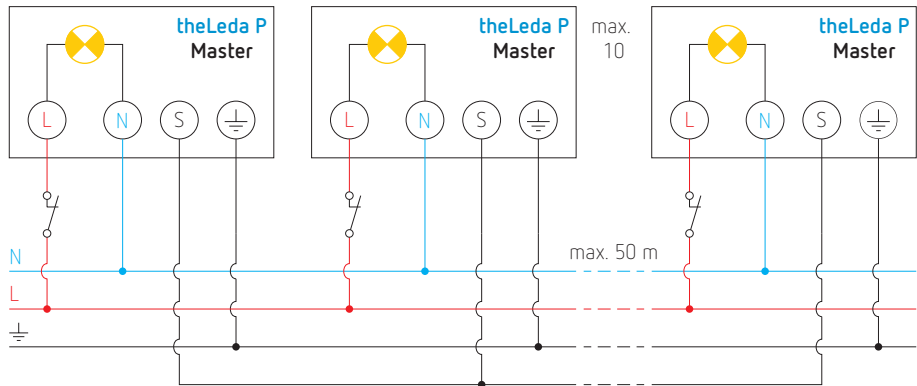 theLeda P
Master
L N S
theLeda P
Master
L N S
max.
10
theLeda P
Master
L N S
N
max. 50 m
L